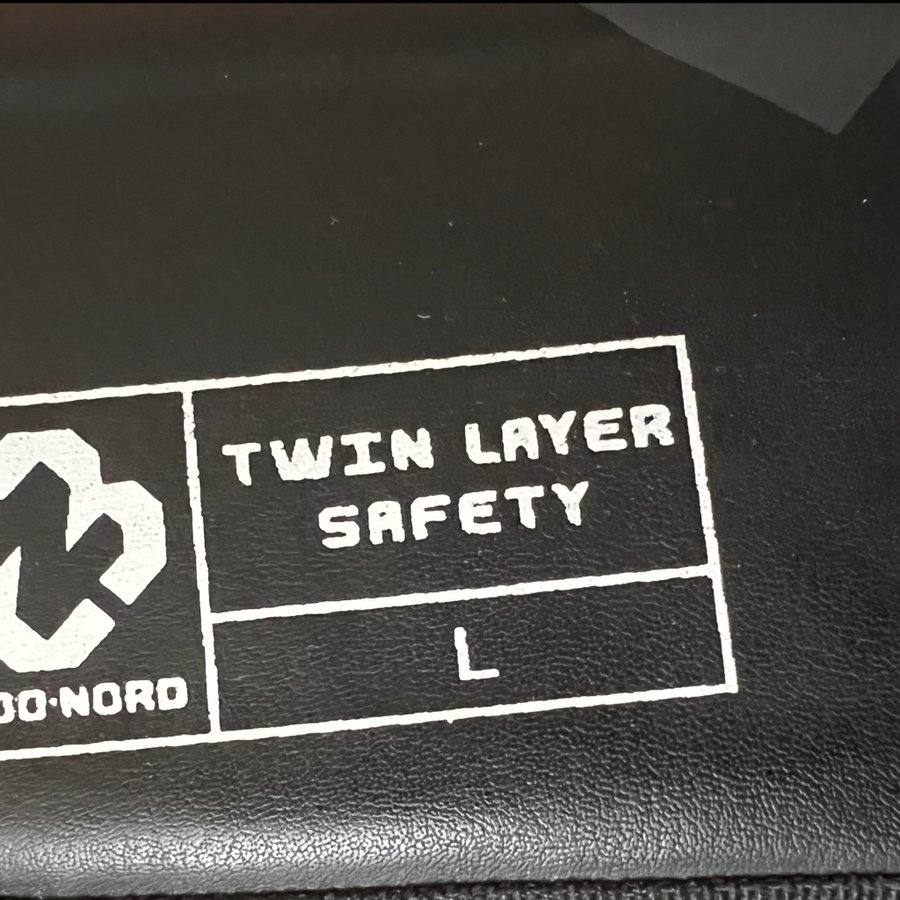 TWIN LAYER
SAFETY
L
DO·NORD